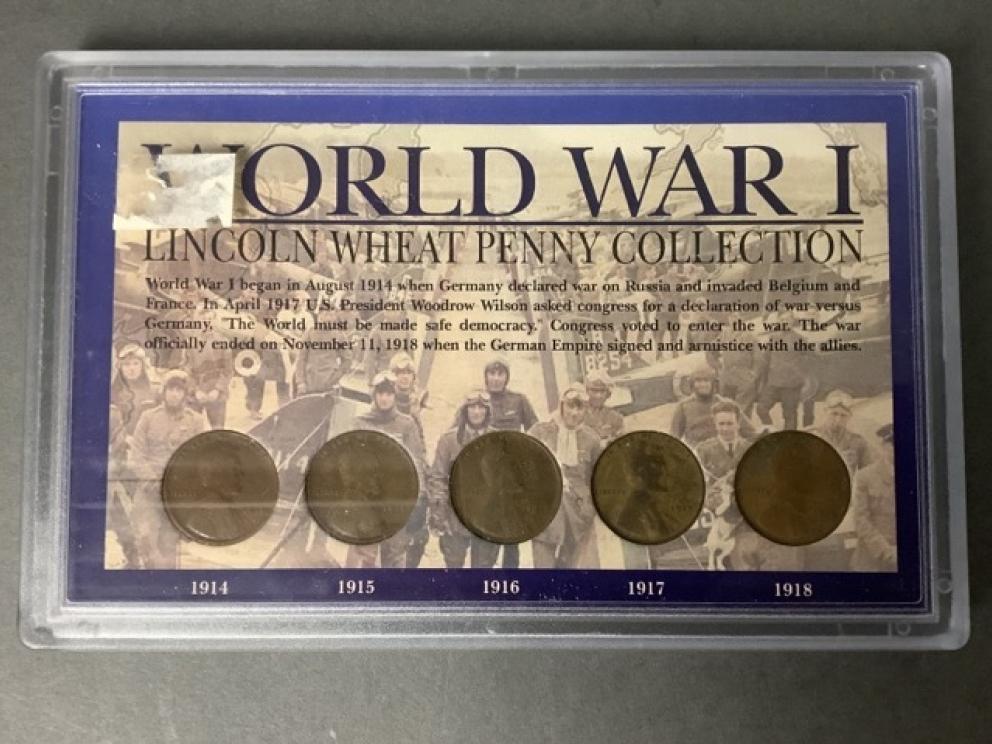 WORLD WAR I
LINCOLN WHEAT PENNY COLLECTION
World War I began in August 1914 when Germany declared war on Russia and invaded Belgium and
France. In April 1917 U.S. President Woodrow Wilson asked congress for a declaration of war versus
Germany, "The World must be made safe democracy." Congress voted to enter the war. The war
officially ended on November 11, 1918 when the German Empire signed and armistice with the allies.
1914 1915 1916 1917 1918